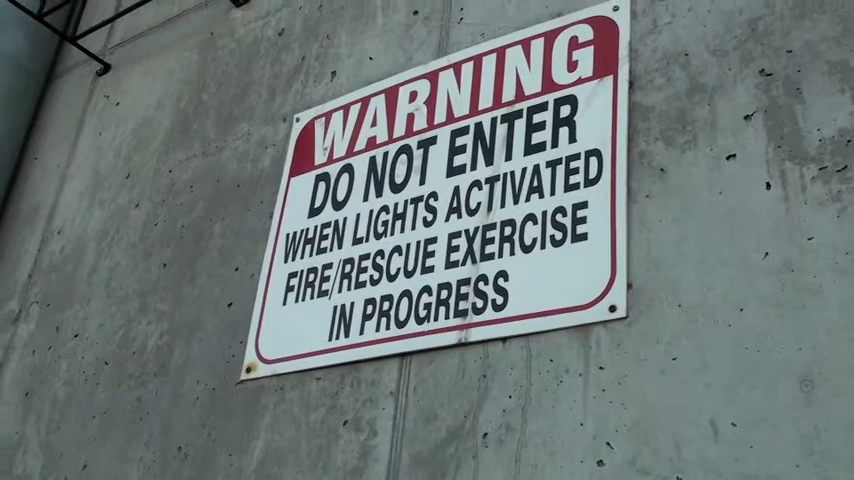 WARNING
DO NOT ENTER
WHEN LIGHTS ACTIVATED
FIRE/RESCUE EXERCISE
IN PROGRESS